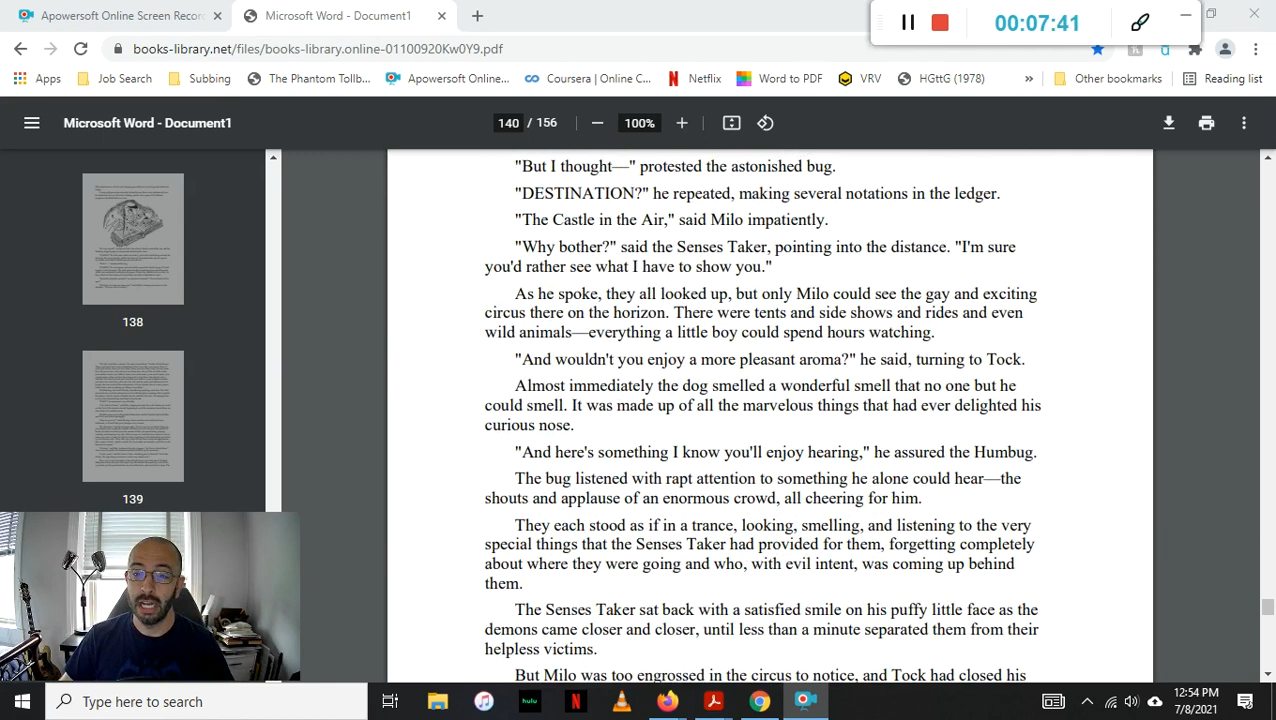 Apowersoft Online Screen Recor
Microsoft Word - Document1
00:07:41
books-library.net/files/books-library.online-01100920Kw0Y9.pdf
Apps
Job Search
Subbing
The Phantom Tollb...
Apowersoft Online...
Coursera | Online C...
Netflix
Word to PDF
VRV
HGttG (1978)
»
Other bookmarks
Reading list
Microsoft Word - Document1
140 / 156
100%
138
139
"But I thought—" protested the astonished bug.
"DESTINATION?" he repeated, making several notations in the ledger.
"The Castle in the Air," said Milo impatiently.
"Why bother?" said the Senses Taker, pointing into the distance. "I'm sure
you'd rather see what I have to show you."
As he spoke, they all looked up, but only Milo could see the gay and exciting
circus there on the horizon. There were tents and side shows and rides and even
wild animals—everything a little boy could spend hours watching.
"And wouldn't you enjoy a more pleasant aroma?" he said, turning to Tock.
Almost immediately the dog smelled a wonderful smell that no one but he
could smell. It was made up of all the marvelous things that had ever delighted his
curious nose.
"And here's something I know you'll enjoy hearing," he assured the Humbug.
The bug listened with rapt attention to something he alone could hear—the
shouts and applause of an enormous crowd, all cheering for him.
They each stood as if in a trance, looking, smelling, and listening to the very
special things that the Senses Taker had provided for them, forgetting completely
about where they were going and who, with evil intent, was coming up behind
them.
The Senses Taker sat back with a satisfied smile on his puffy little face as the
demons came closer and closer, until less than a minute separated them from their
helpless victims.
But Milo was too engrossed in the circus to notice, and Tock had closed his
Type here to search
hulu
12:54 PM
7/8/2021